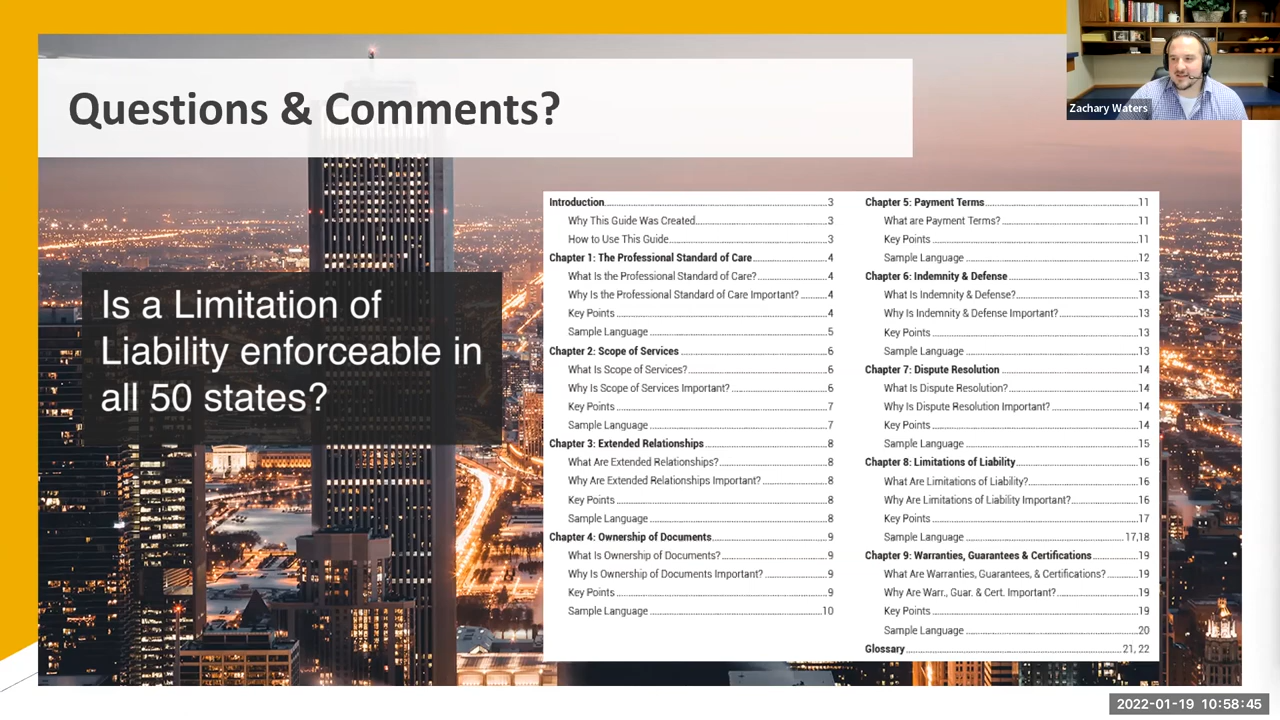 Questions & Comments?
Zachary Waters
Is a Limitation of
Liability enforceable in
all 50 states?
Introduction 3
Why This Guide Was Created 3
How to Use This Guide 3
Chapter 1: The Professional Standard of Care 4
What Is the Professional Standard of Care? 4
Why Is the Professional Standard of Care Important? 4
Key Points 4
Sample Language 5
Chapter 2: Scope of Services 6
What Is Scope of Services? 6
Why Is Scope of Services Important? 6
Key Points 7
Sample Language 7
Chapter 3: Extended Relationships 8
What Are Extended Relationships? 8
Why Are Extended Relationships Important? 8
Key Points 8
Sample Language 8
Chapter 4: Ownership of Documents 9
What Is Ownership of Documents? 9
Why Is Ownership of Documents Important? 9
Key Points 9
Sample Language 10
Chapter 5: Payment Terms 11
What are Payment Terms? 11
Key Points 11
Sample Language 12
Chapter 6: Indemnity & Defense 13
What Is Indemnity & Defense? 13
Why Is Indemnity & Defense Important? 13
Key Points 13
Sample Language 13
Chapter 7: Dispute Resolution 14
What Is Dispute Resolution? 14
Why Is Dispute Resolution Important? 14
Key Points 14
Sample Language 15
Chapter 8: Limitations of Liability 16
What Are Limitations of Liability? 16
Why Are Limitations of Liability Important? 16
Key Points 17
Sample Language 17,18
Chapter 9: Warranties, Guarantees & Certifications 19
What Are Warranties, Guarantees, & Certifications? 19
Why Are Warr., Guar. & Cert. Important? 19
Key Points 19
Sample Language 20
Glossary 21, 22
2022-01-19 10:58:45